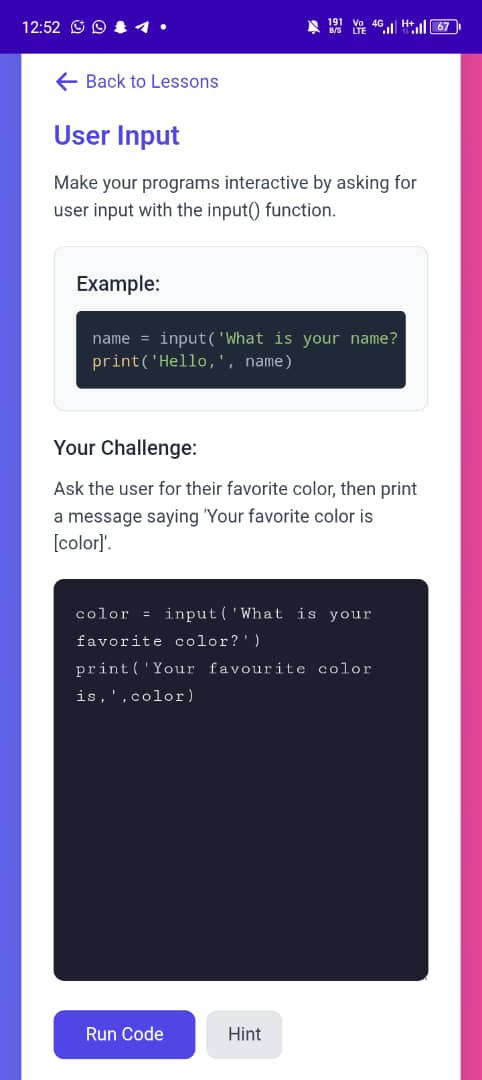 12:52
191 B/S Vo LTE 4G H+ 67
Back to Lessons
User Input
Make your programs interactive by asking for
user input with the input() function.
Example:
name = input('What is your name?
print('Hello,', name)
Your Challenge:
Ask the user for their favorite color, then print
a message saying 'Your favorite color is
[color]'.
color = input('What is your
favorite color?')
print('Your favourite color
is,',color)
Run Code
Hint